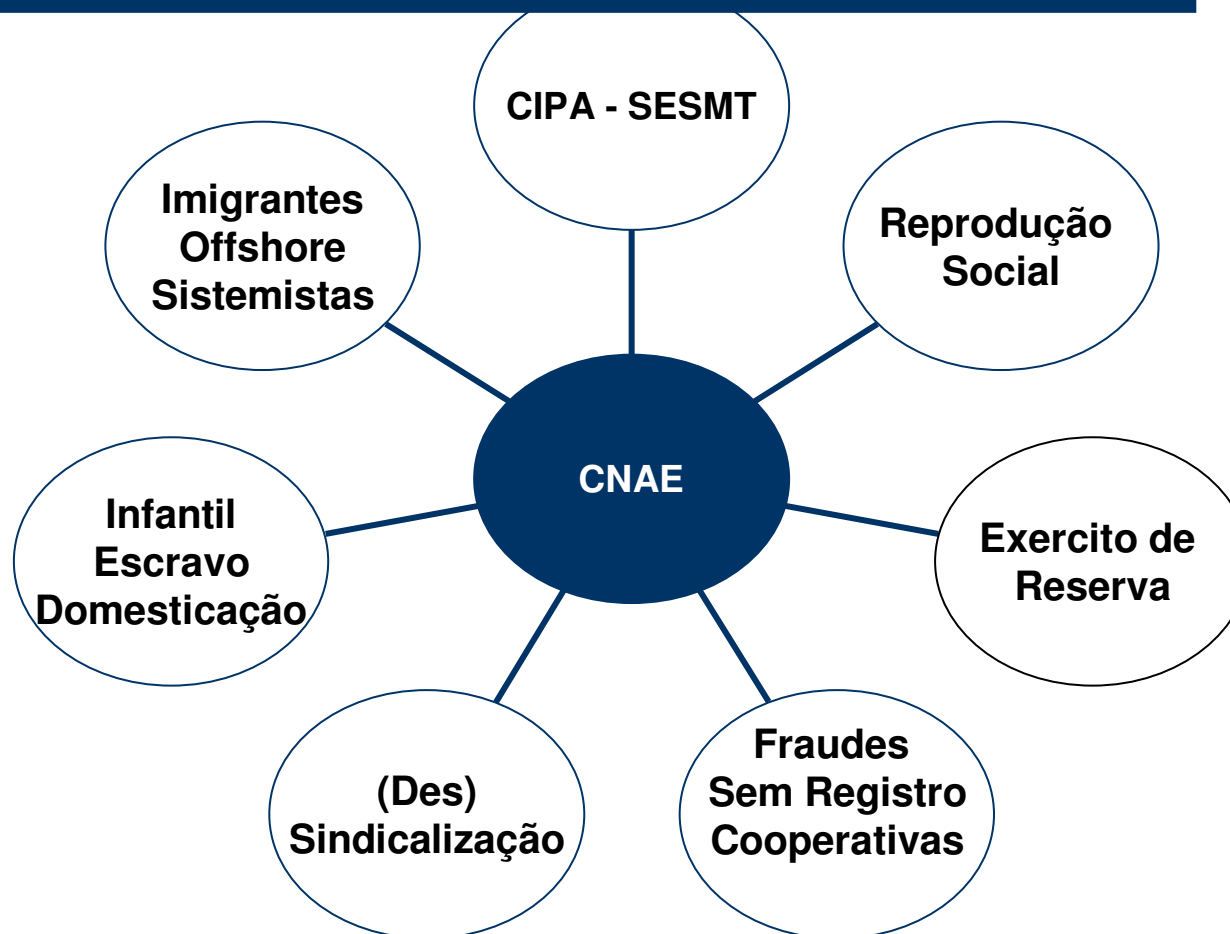 CIPA - SESMT
Imigrantes
Offshore
Sistemistas
Reprodução
Social
CNAE
Infantil
Escravo
Domesticação
Exercito de
Reserva
(Des)
Sindicalização
Fraudes
Sem Registro
Cooperativas